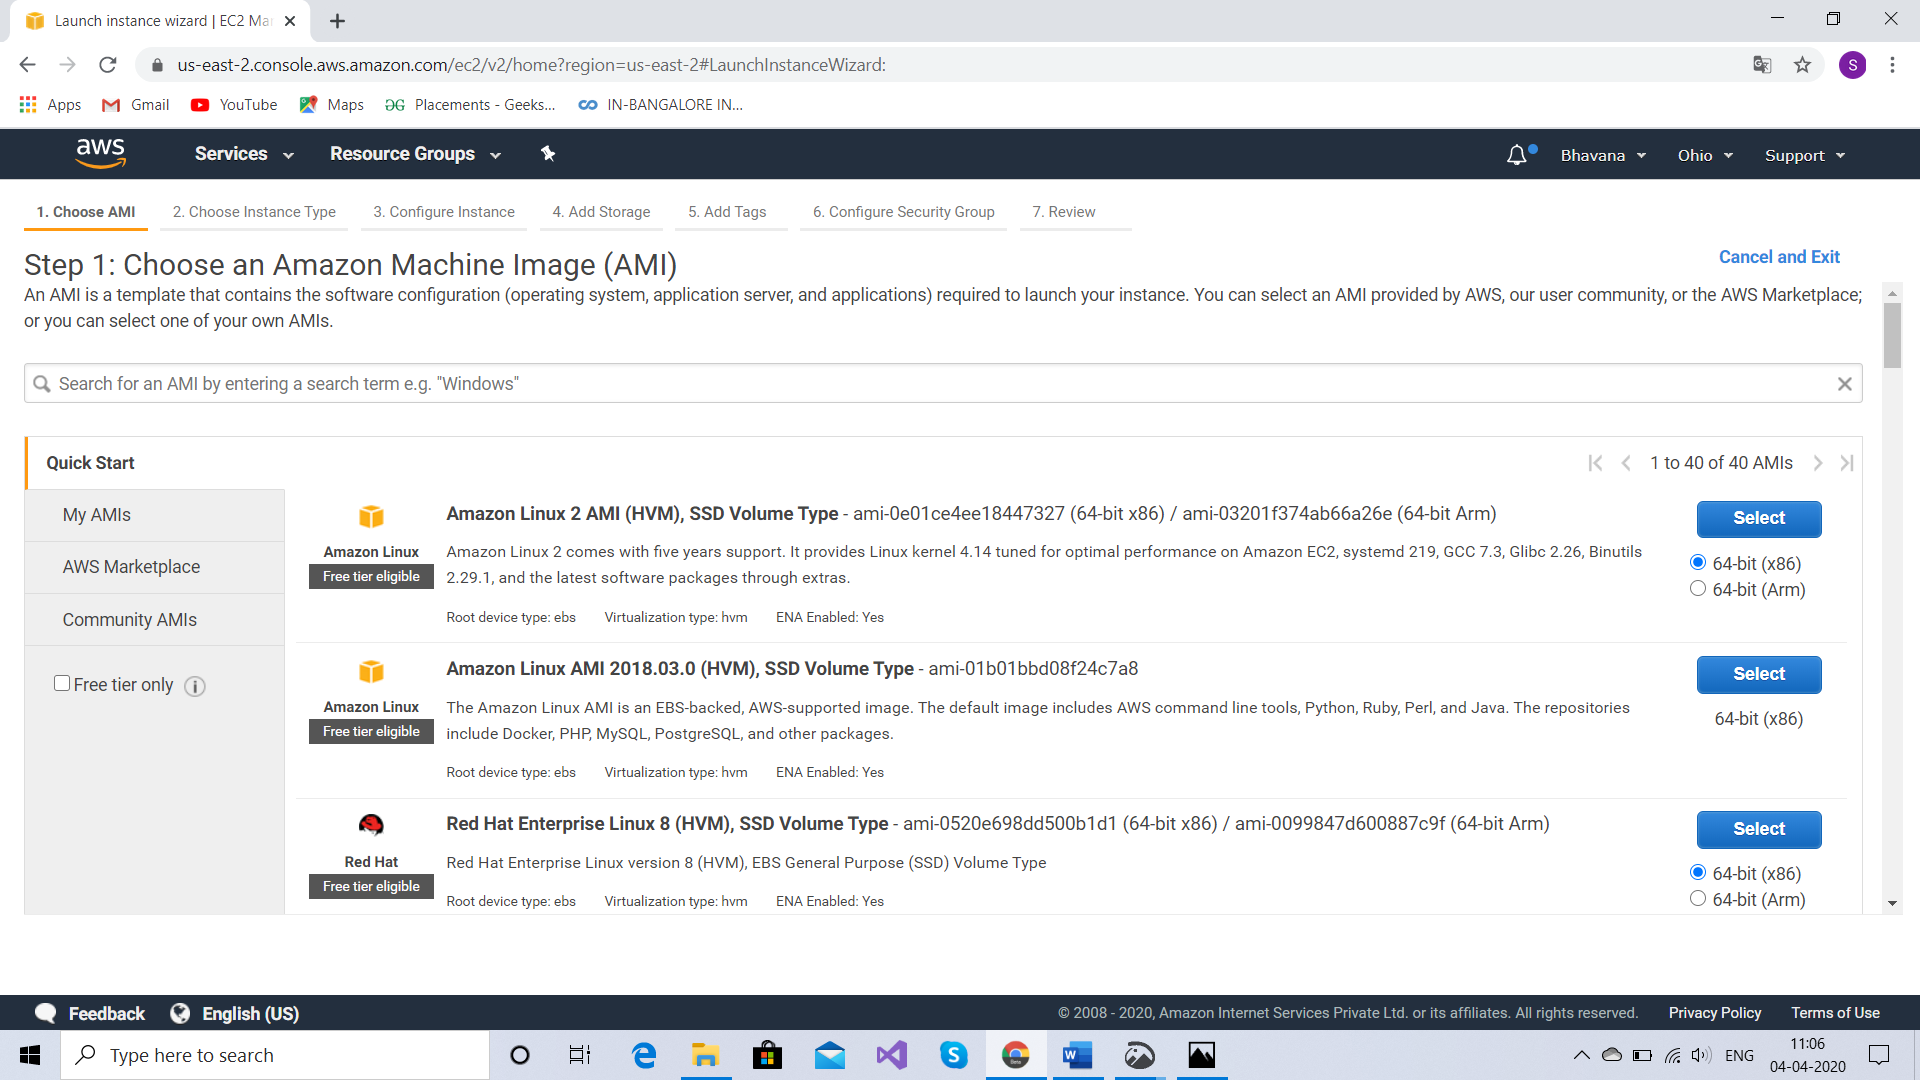 Launch instance wizard | EC2 Mar
us-east-2.console.aws.amazon.com/ec2/v2/home?region=us-east-2#LaunchInstanceWizard:
S
Apps Gmail YouTube Maps Placements - Geeks... IN-BANGALORE IN...
aws Services Resource Groups Bhavana Ohio Support
1. Choose AMI 2. Choose Instance Type 3. Configure Instance 4. Add Storage 5. Add Tags 6. Configure Security Group 7. Review
Step 1: Choose an Amazon Machine Image (AMI)
Cancel and Exit
An AMI is a template that contains the software configuration (operating system, application server, and applications) required to launch your instance. You can select an AMI provided by AWS, our user community, or the AWS Marketplace;
or you can select one of your own AMIs.
Search for an AMI by entering a search term e.g. "Windows"
Quick Start
1 to 40 of 40 AMIs
My AMIs
AWS Marketplace
Community AMIs
Free tier only i
Amazon Linux
Free tier eligible
Amazon Linux 2 AMI (HVM), SSD Volume Type - ami-0e01ce4ee18447327 (64-bit x86) / ami-03201f374ab66a26e (64-bit Arm)
Amazon Linux 2 comes with five years support. It provides Linux kernel 4.14 tuned for optimal performance on Amazon EC2, systemd 219, GCC 7.3, Glibc 2.26, Binutils
2.29.1, and the latest software packages through extras.
Root device type: ebs Virtualization type: hvm ENA Enabled: Yes
Select
64-bit (x86)
64-bit (Arm)
Amazon Linux
Free tier eligible
Amazon Linux AMI 2018.03.0 (HVM), SSD Volume Type - ami-01b01bbd08f24c7a8
The Amazon Linux AMI is an EBS-backed, AWS-supported image. The default image includes AWS command line tools, Python, Ruby, Perl, and Java. The repositories
include Docker, PHP, MySQL, PostgreSQL, and other packages.
Root device type: ebs Virtualization type: hvm ENA Enabled: Yes
Select
64-bit (x86)
Red Hat
Free tier eligible
Red Hat Enterprise Linux 8 (HVM), SSD Volume Type - ami-0520e698dd500b1d1 (64-bit x86) / ami-0099847d600887c9f (64-bit Arm)
Red Hat Enterprise Linux version 8 (HVM), EBS General Purpose (SSD) Volume Type
Root device type: ebs Virtualization type: hvm ENA Enabled: Yes
Select
64-bit (x86)
64-bit (Arm)
Feedback English (US)
© 2008 - 2020, Amazon Internet Services Private Ltd. or its affiliates. All rights reserved. Privacy Policy Terms of Use
Type here to search
ENG
11:06
04-04-2020